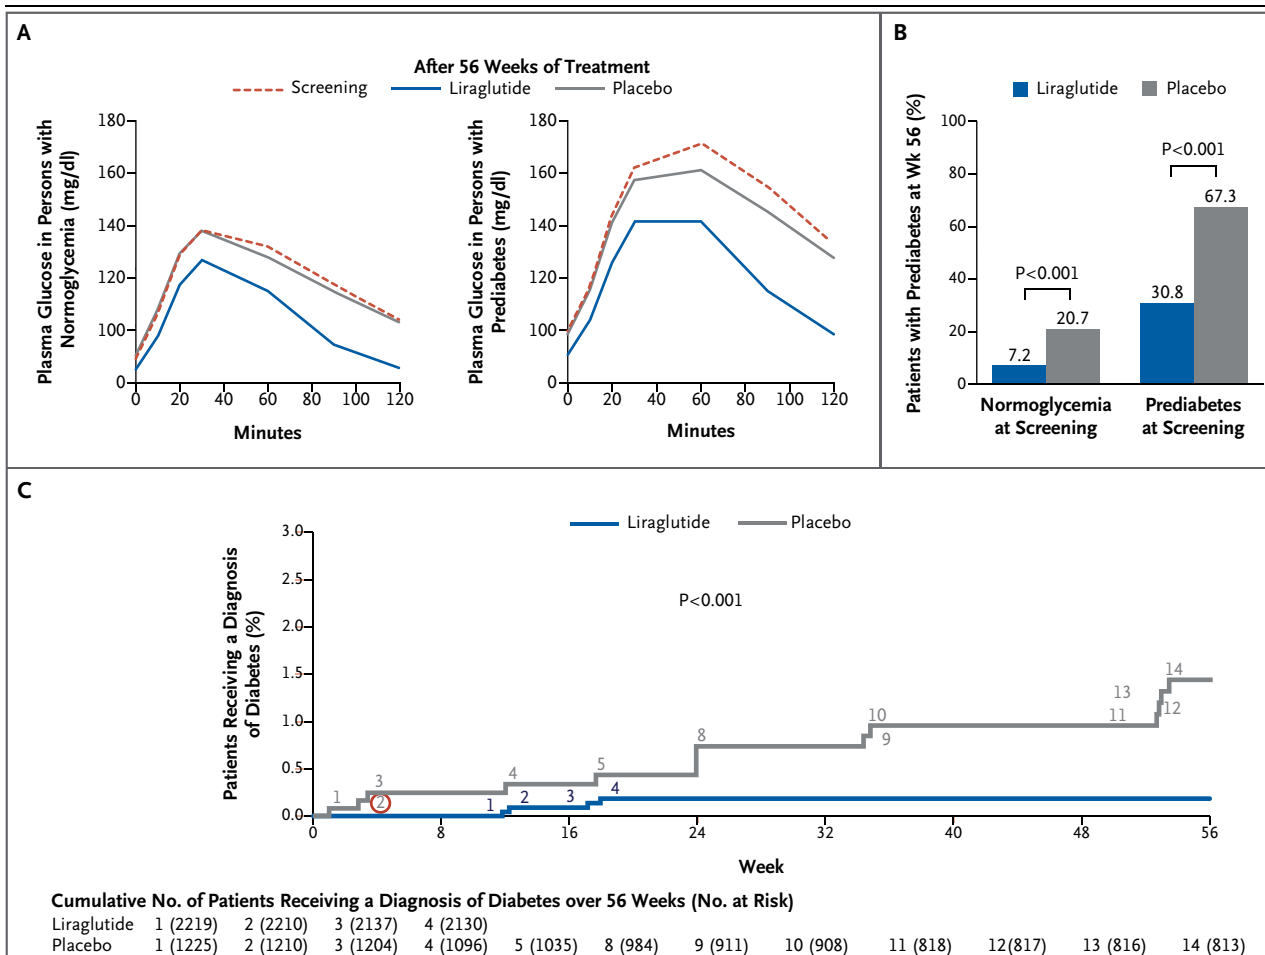 A
After 56 Weeks of Treatment
Screening Liraglutide Placebo
Plasma Glucose in Persons with
Normoglycemia (mg/dl)
180
160
140
120
100
0
0 20 40 60 80 100 120
Minutes
Plasma Glucose in Persons with
Prediabetes (mg/dl)
180
160
140
120
100
0
0 20 40 60 80 100 120
Minutes
B
Liraglutide Placebo
Patients with Prediabetes at Wk 56 (%)
100
80
60
40
20
0
P<0.001
7.2
20.7
P<0.001
30.8
67.3
Normoglycemia
at Screening
Prediabetes
at Screening
C
Liraglutide Placebo
Patients Receiving a Diagnosis
of Diabetes (%)
3.0
2.5
2.0
1.5
1.0
0.5
0.0
P<0.001
1 2 3 4 5 8 9 10 11 12 13 14
1 2 3 4
0 8 16 24 32 40 48 56
Week
Cumulative No. of Patients Receiving a Diagnosis of Diabetes over 56 Weeks (No. at Risk)
Liraglutide 1 (2219) 2 (2210) 3 (2137) 4 (2130)
Placebo 1 (1225) 2 (1210) 3 (1204) 4 (1096) 5 (1035) 8 (984) 9 (911) 10 (908) 11 (818) 12(817) 13 (816) 14 (813)